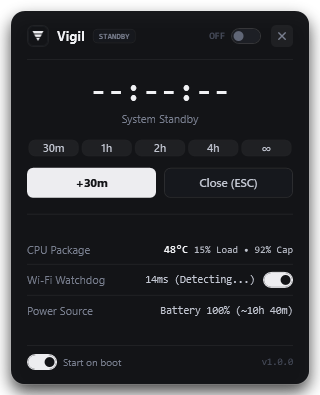 Vigil STANDBY OFF
--:--:--
System Standby
30m 1h 2h 4h ∞
+30m Close (ESC)
CPU Package 48°C 15% Load • 92% Cap
Wi-Fi Watchdog 14ms (Detecting...)
Power Source Battery 100% (~10h 40m)
Start on boot v1.0.0